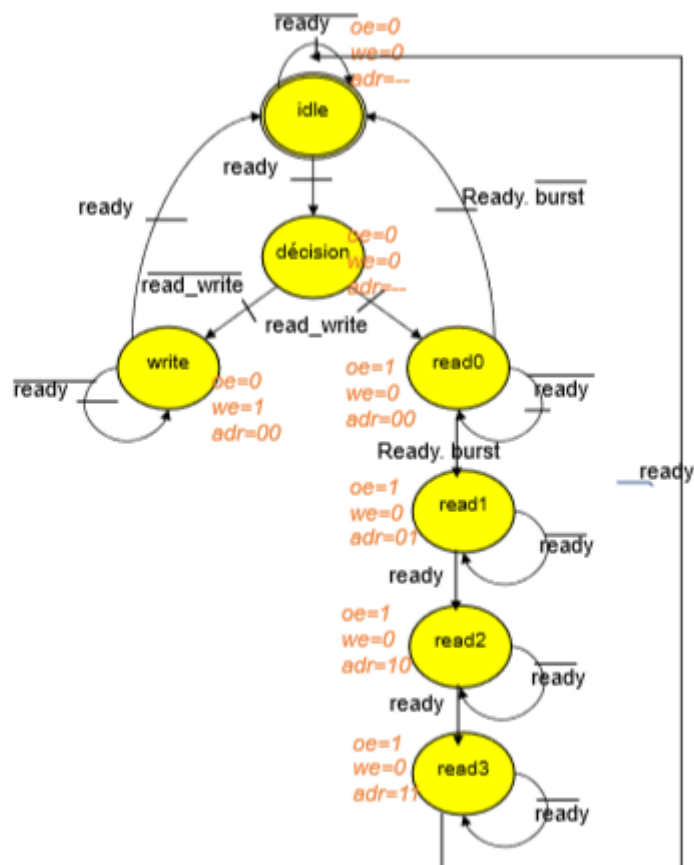 ready
oe=0
we=0
adr=--
idle
ready
ready
Ready. burst
décision
oe=0
we=0
adr=--
read_write
read_write
write
oe=0
we=1
adr=00
ready
read0
oe=1
we=0
adr=00
ready
Ready. burst
ready
read1
oe=1
we=0
adr=01
ready
ready
read2
oe=1
we=0
adr=10
ready
ready
read3
oe=1
we=0
adr=11
ready